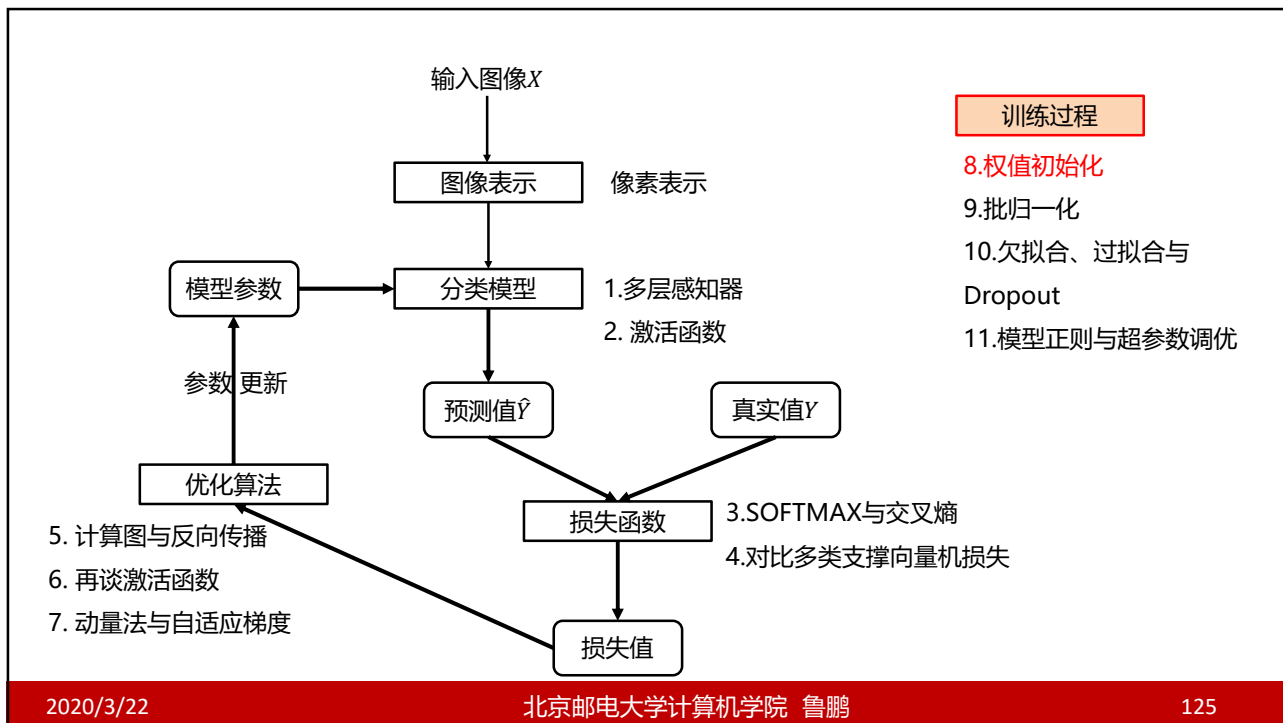 输入图像X
图像表示
像素表示
模型参数
分类模型
1.多层感知器
2. 激活函数
参数 更新
预测值Ŷ
真实值Y
优化算法
损失函数
3.SOFTMAX与交叉熵
4.对比多类支撑向量机损失
5. 计算图与反向传播
6. 再谈激活函数
7. 动量法与自适应梯度
损失值
训练过程
8.权值初始化
9.批归一化
10.欠拟合、过拟合与
Dropout
11.模型正则与超参数调优
2020/3/22
北京邮电大学计算机学院 鲁鹏
125